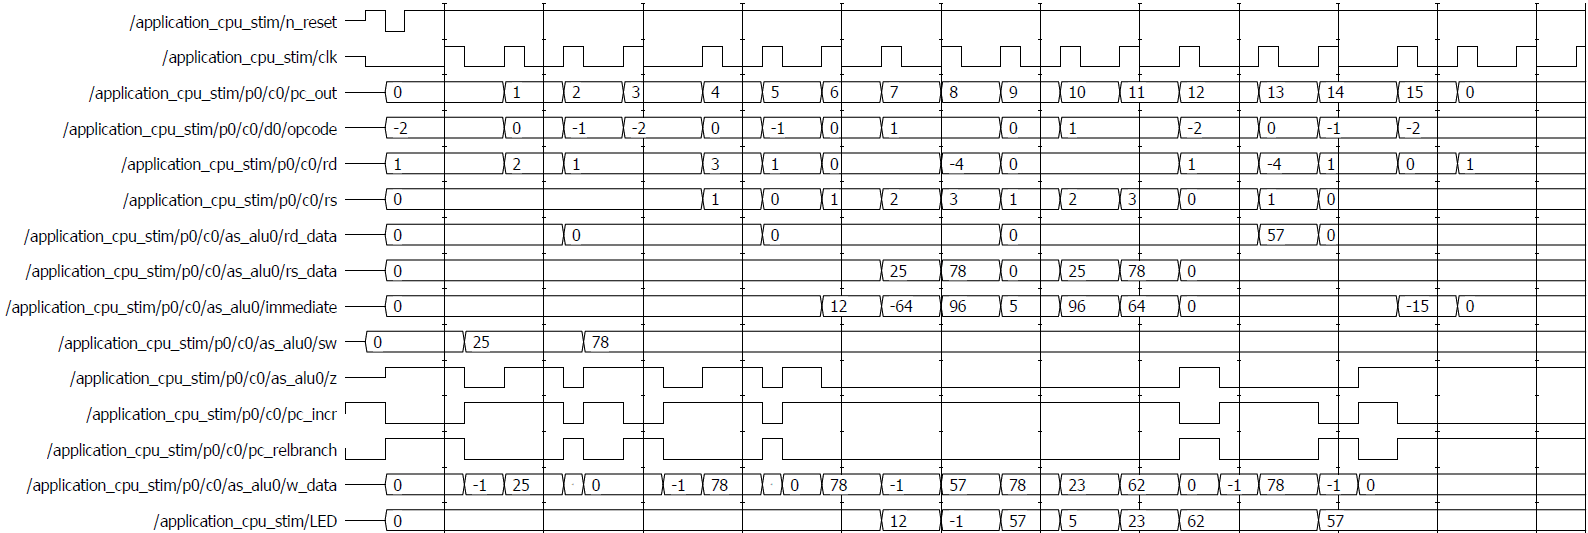 /application_cpu_stim/n_reset
/application_cpu_stim/clk
/application_cpu_stim/p0/c0/pc_out 0 1 2 3 4 5 6 7 8 9 10 11 12 13 14 15 0
/application_cpu_stim/p0/c0/d0/opcode -2 0 -1 -2 0 -1 0 1 0 1 -2 0 -1 -2
/application_cpu_stim/p0/c0/rd 1 2 1 3 1 0 -4 0 1 -4 1 0 1
/application_cpu_stim/p0/c0/rs 0 1 0 1 2 3 1 2 3 0 1 0
/application_cpu_stim/p0/c0/as_alu0/rd_data 0 0 0 0 57 0
/application_cpu_stim/p0/c0/as_alu0/rs_data 0 25 78 0 25 78 0
/application_cpu_stim/p0/c0/as_alu0/immediate 0 12 -64 96 5 96 64 0 -15 0
/application_cpu_stim/p0/c0/as_alu0/sw 0 25 78
/application_cpu_stim/p0/c0/as_alu0/z
/application_cpu_stim/p0/c0/pc_incr
/application_cpu_stim/p0/c0/pc_relbranch
/application_cpu_stim/p0/c0/as_alu0/w_data 0 -1 25 0 -1 78 0 78 -1 57 78 23 62 0 -1 78 -1 0
/application_cpu_stim/LED 0 12 -1 57 5 23 62 57